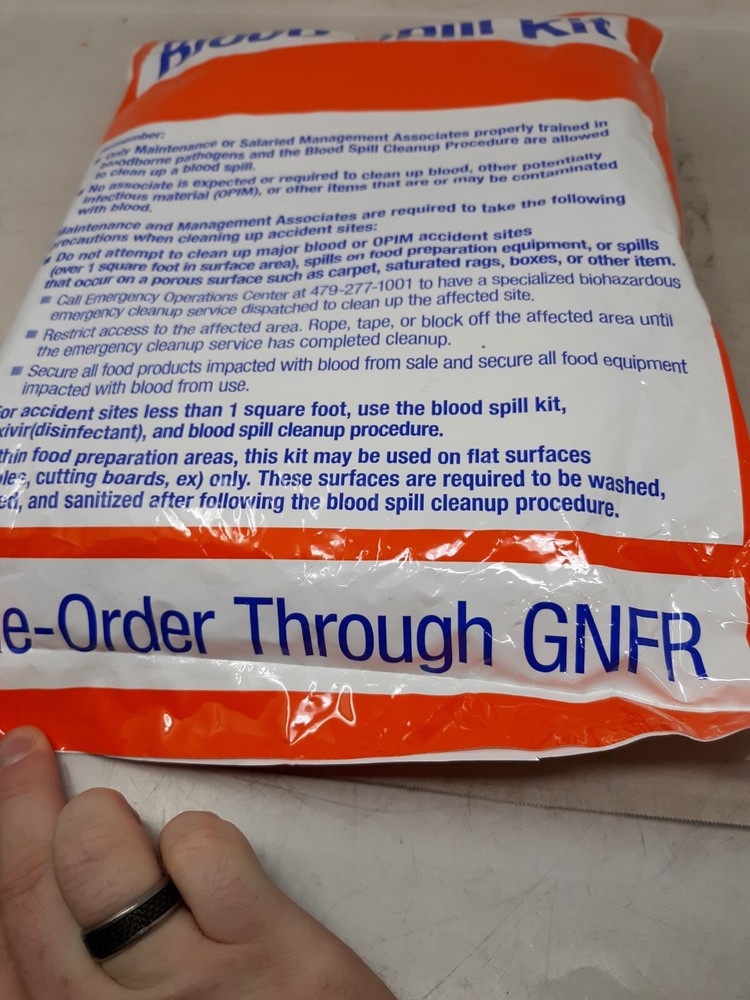 Blood Spill Kit
Remember:
• Only Maintenance or Salaried Management Associates properly trained in
bloodborne pathogens and the Blood Spill Cleanup Procedure are allowed
to clean up a blood spill.
• No associate is expected or required to clean up blood, other potentially
infectious material (OPIM), or other items that are or may be contaminated
with blood.
Maintenance and Management Associates are required to take the following
precautions when cleaning up accident sites:
• Do not attempt to clean up major blood or OPIM accident sites
(over 1 square foot in surface area), spills on food preparation equipment, or spills
that occur on a porous surface such as carpet, saturated rags, boxes, or other item.
■ Call Emergency Operations Center at 479-277-1001 to have a specialized biohazardous
emergency cleanup service dispatched to clean up the affected site.
■ Restrict access to the affected area. Rope, tape, or block off the affected area until
the emergency cleanup service has completed cleanup.
■ Secure all food products impacted with blood from sale and secure all food equipment
impacted with blood from use.
or accident sites less than 1 square foot, use the blood spill kit,
xivir(disinfectant), and blood spill cleanup procedure.
thin food preparation areas, this kit may be used on flat surfaces
les, cutting boards, ex) only. These surfaces are required to be washed,
ed, and sanitized after following the blood spill cleanup procedure.
e-Order Through GNFR